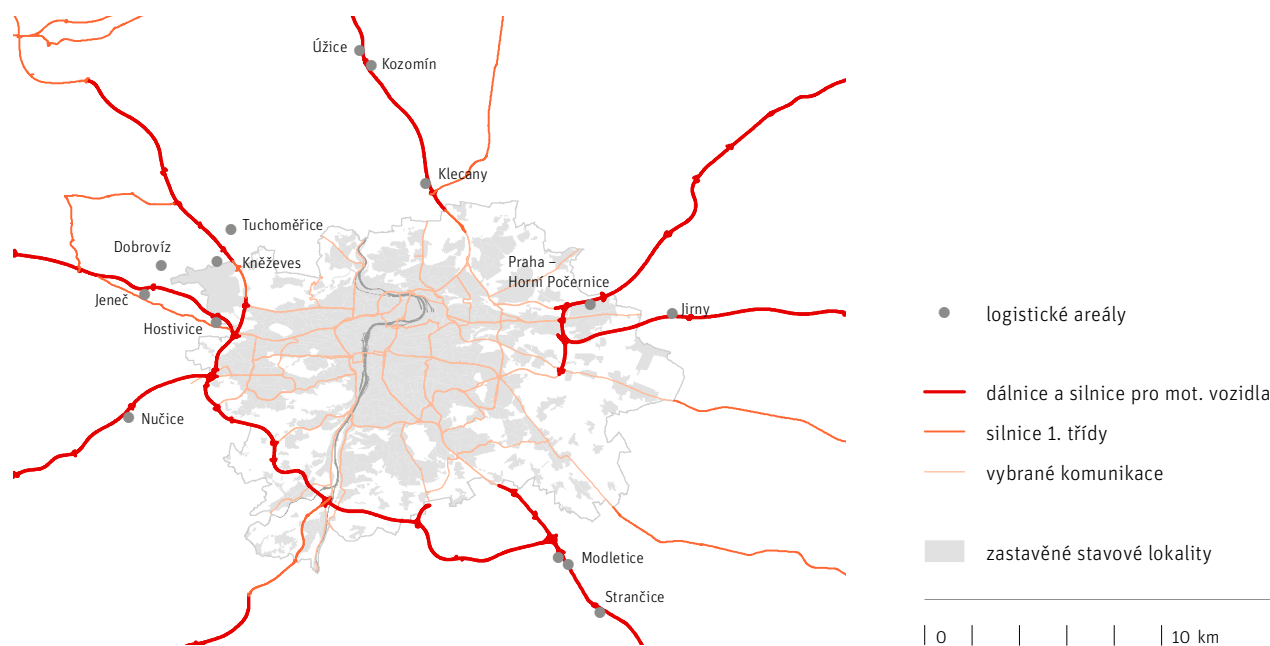 Úžice
Kozomín
Klecany
Tuchoměřice
Dobrovíz
Kněževes
Praha –
Horní Počernice
Jeneč
Jirny
Hostivice
Nučice
Modletice
Strančice
logistické areály
dálnice a silnice pro mot. vozidla
silnice 1. třídy
vybrané komunikace
zastavěné stavové lokality
0 10 km